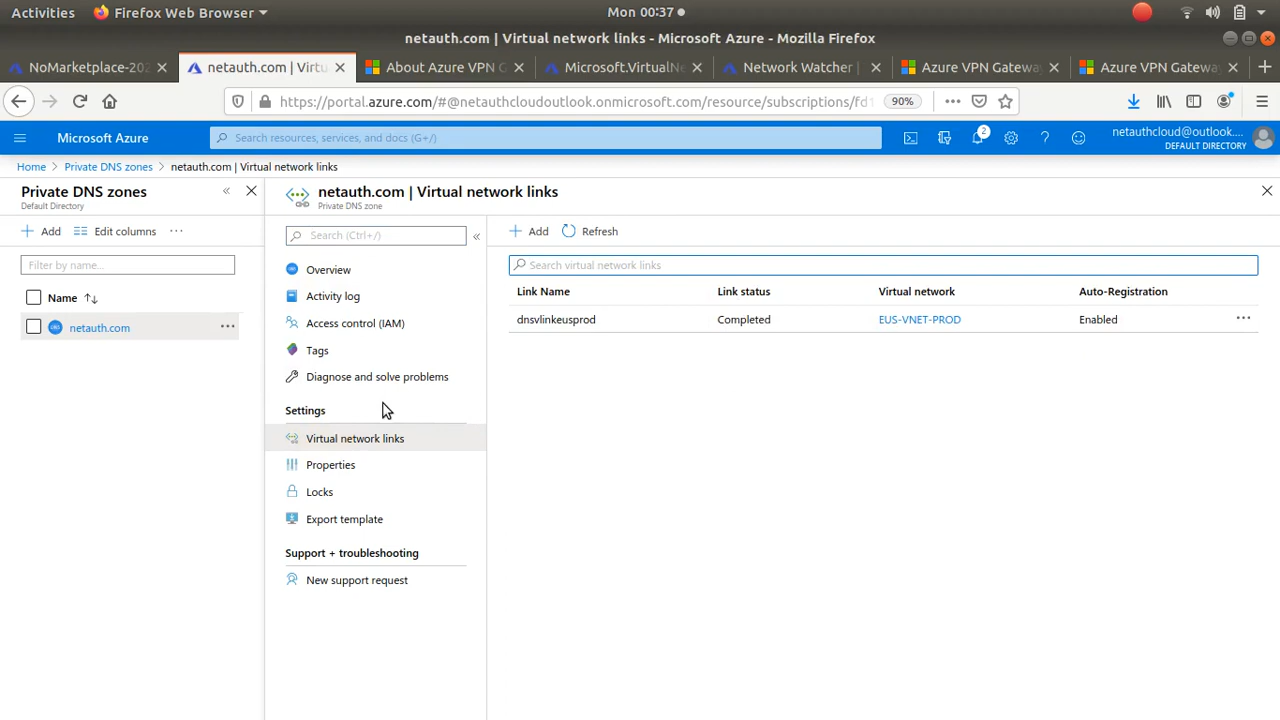 Activities Firefox Web Browser Mon 00:37
netauth.com | Virtual network links - Microsoft Azure - Mozilla Firefox
NoMarketplace-202 netauth.com | Virtu About Azure VPN G Microsoft.VirtualNe Network Watcher | Azure VPN Gatewa Azure VPN Gatewa
https://portal.azure.com/#@netauthcloudoutlook.onmicrosoft.com/resource/subscriptions/fd1 90%
Microsoft Azure Search resources, services, and docs (G+/) 2 netauthcloud@outlook....
DEFAULT DIRECTORY
Home > Private DNS zones > netauth.com | Virtual network links
Private DNS zones «
Default Directory
netauth.com | Virtual network links
Private DNS zone
+ Add Edit columns ...
Search (Ctrl+/) «
+ Add Refresh
Filter by name...
Search virtual network links
Name ↑↓
netauth.com ...
Overview
Activity log
Access control (IAM)
Tags
Diagnose and solve problems
Settings
Virtual network links
Properties
Locks
Export template
Support + troubleshooting
New support request
Link Name Link status Virtual network Auto-Registration
dnsvlinkeusprod Completed EUS-VNET-PROD Enabled ...